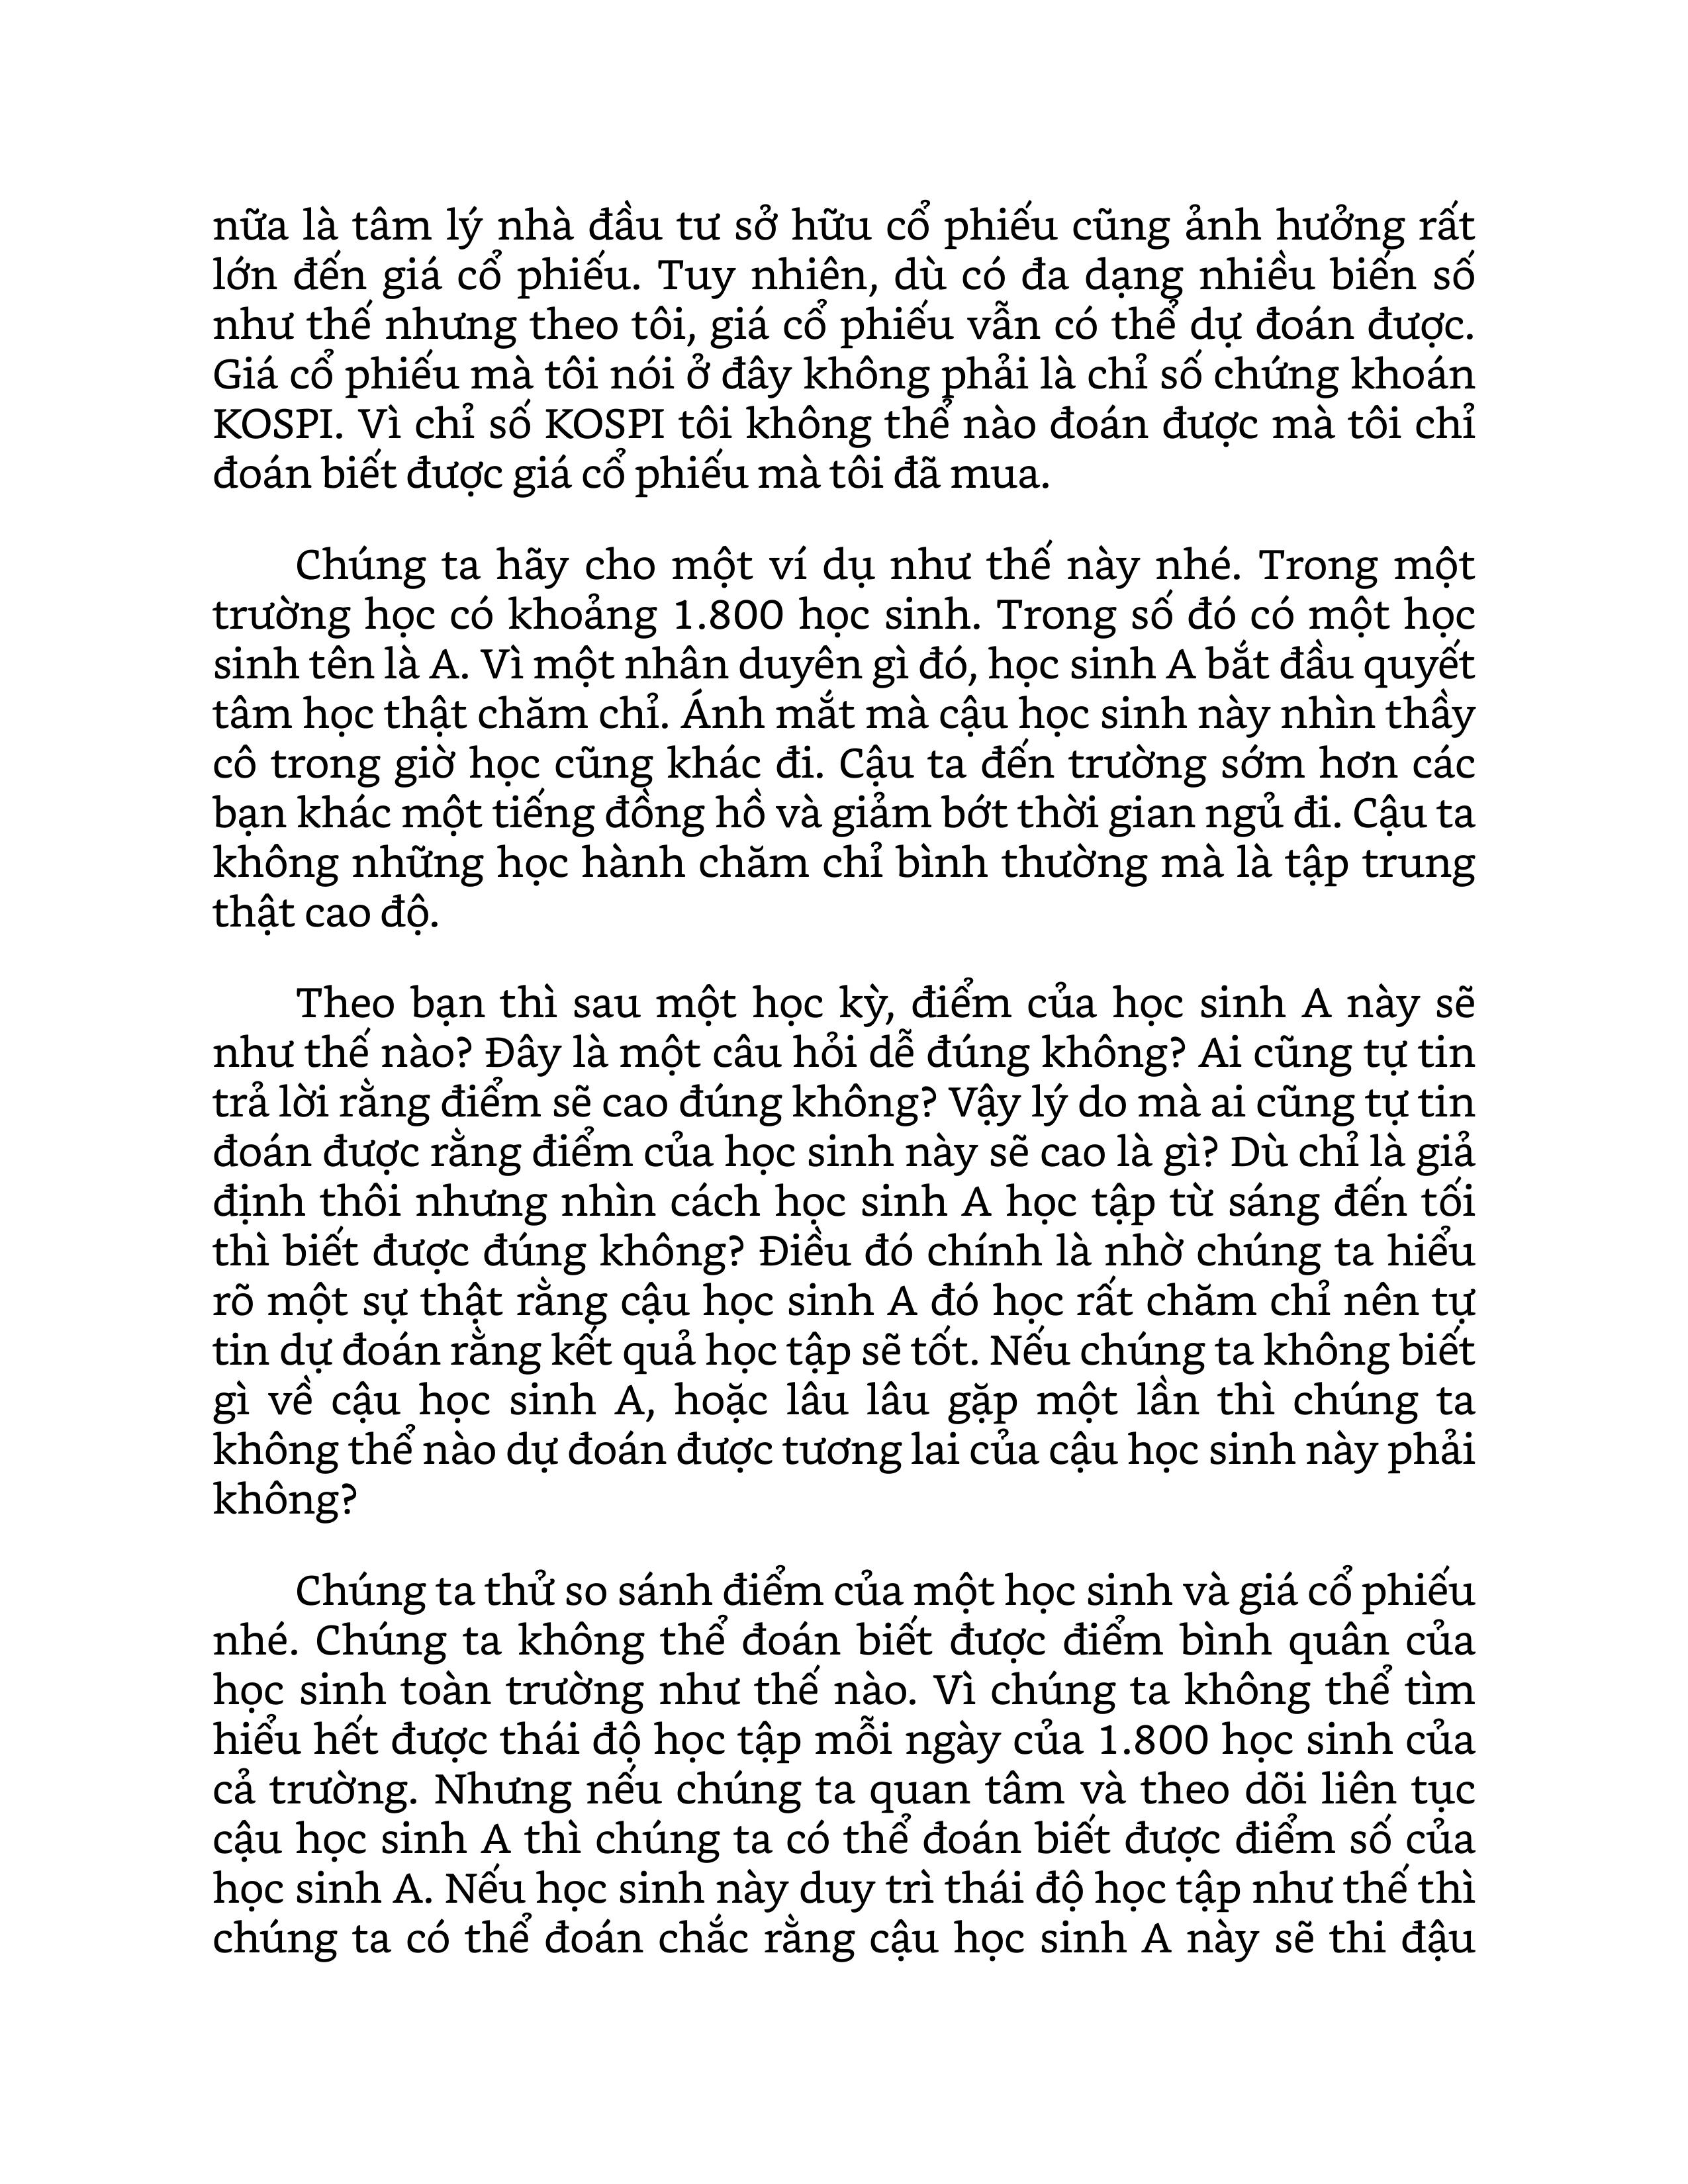 nữa là tâm lý nhà đầu tư sở hữu cổ phiếu cũng ảnh hưởng rất
lớn đến giá cổ phiếu. Tuy nhiên, dù có đa dạng nhiều biến số
như thế nhưng theo tôi, giá cổ phiếu vẫn có thể dự đoán được.
Giá cổ phiếu mà tôi nói ở đây không phải là chỉ số chứng khoán
KOSPI. Vì chỉ số KOSPI tôi không thể nào đoán được mà tôi chỉ
đoán biết được giá cổ phiếu mà tôi đã mua.
Chúng ta hãy cho một ví dụ như thế này nhé. Trong một
trường học có khoảng 1.800 học sinh. Trong số đó có một học
sinh tên là A. Vì một nhân duyên gì đó, học sinh A bắt đầu quyết
tâm học thật chăm chỉ. Ánh mắt mà cậu học sinh này nhìn thầy
cô trong giờ học cũng khác đi. Cậu ta đến trường sớm hơn các
bạn khác một tiếng đồng hồ và giảm bớt thời gian ngủ đi. Cậu ta
không những học hành chăm chỉ bình thường mà là tập trung
thật cao độ.
Theo bạn thì sau một học kỳ, điểm của học sinh A này sẽ
như thế nào? Đây là một câu hỏi dễ đúng không? Ai cũng tự tin
trả lời rằng điểm sẽ cao đúng không? Vậy lý do mà ai cũng tự tin
đoán được rằng điểm của học sinh này sẽ cao là gì? Dù chỉ là giả
định thôi nhưng nhìn cách học sinh A học tập từ sáng đến tối
thì biết được đúng không? Điều đó chính là nhờ chúng ta hiểu
rõ một sự thật rằng cậu học sinh A đó học rất chăm chỉ nên tự
tin dự đoán rằng kết quả học tập sẽ tốt. Nếu chúng ta không biết
gì về cậu học sinh A, hoặc lâu lâu gặp một lần thì chúng ta
không thể nào dự đoán được tương lai của cậu học sinh này phải
không?
Chúng ta thử so sánh điểm của một học sinh và giá cổ phiếu
nhé. Chúng ta không thể đoán biết được điểm bình quân của
học sinh toàn trường như thế nào. Vì chúng ta không thể tìm
hiểu hết được thái độ học tập mỗi ngày của 1.800 học sinh của
cả trường. Nhưng nếu chúng ta quan tâm và theo dõi liên tục
cậu học sinh A thì chúng ta có thể đoán biết được điểm số của
học sinh A. Nếu học sinh này duy trì thái độ học tập như thế thì
chúng ta có thể đoán chắc rằng cậu học sinh A này sẽ thi đậu